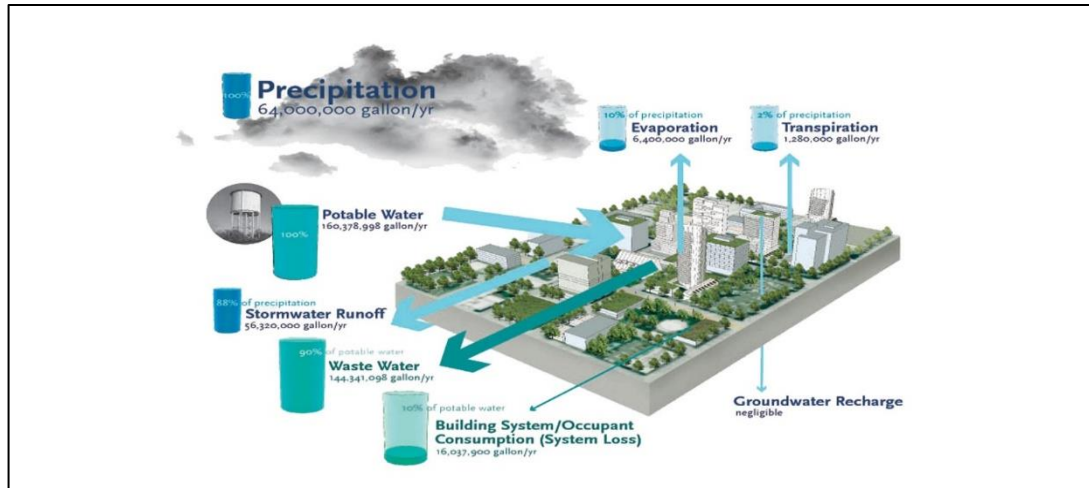 100%
Precipitation
64,000,000 gallon/yr
10% of precipitation
Evaporation
6,400,000 gallon/yr
2% of precipitation
Transpiration
1,280,000 gallon/yr
Potable Water
160,378,998 gallon/yr
100%
88% of precipitation
Stormwater Runoff
56,320,000 gallon/yr
90% of potable water
Waste Water
144,341,098 gallon/yr
10% of potable water
Building System/Occupant
Consumption (System Loss)
16,037,900 gallon/yr
Groundwater Recharge
negligible